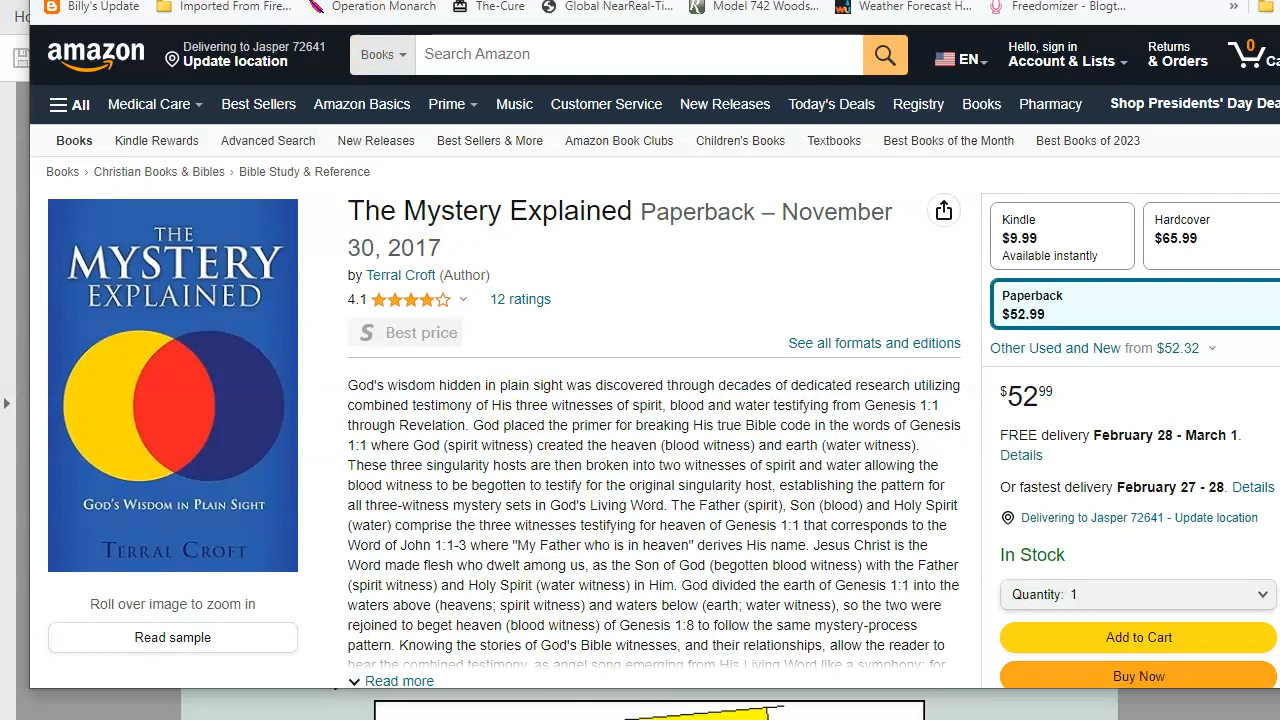 Billy's Update
Imported From Fire...
Operation Monarch
The-Cure
Global NearReal-Ti...
Model 742 Woods...
Weather Forecast H...
Freedomizer - Blogt...
»
amazon
Delivering to Jasper 72641
Update location
Books
Search Amazon
EN
Hello, sign in
Account & Lists
Returns
& Orders
0
Ca
All
Medical Care
Best Sellers
Amazon Basics
Prime
Music
Customer Service
New Releases
Today's Deals
Registry
Books
Pharmacy
Shop Presidents' Day Dea
Books
Kindle Rewards
Advanced Search
New Releases
Best Sellers & More
Amazon Book Clubs
Children's Books
Textbooks
Best Books of the Month
Best Books of 2023
Books › Christian Books & Bibles › Bible Study & Reference
THE
MYSTERY
EXPLAINED
GOD'S WISDOM IN PLAIN SIGHT
TERRAL CROFT
Roll over image to zoom in
Read sample
The Mystery Explained Paperback – November
30, 2017
by Terral Croft (Author)
4.1
12 ratings
S Best price
See all formats and editions
God's wisdom hidden in plain sight was discovered through decades of dedicated research utilizing
combined testimony of His three witnesses of spirit, blood and water testifying from Genesis 1:1
through Revelation. God placed the primer for breaking His true Bible code in the words of Genesis
1:1 where God (spirit witness) created the heaven (blood witness) and earth (water witness).
These three singularity hosts are then broken into two witnesses of spirit and water allowing the
blood witness to be begotten to testify for the original singularity host, establishing the pattern for
all three-witness mystery sets in God's Living Word. The Father (spirit), Son (blood) and Holy Spirit
(water) comprise the three witnesses testifying for heaven of Genesis 1:1 that corresponds to the
Word of John 1:1-3 where "My Father who is in heaven" derives His name. Jesus Christ is the
Word made flesh who dwelt among us, as the Son of God (begotten blood witness) with the Father
(spirit witness) and Holy Spirit (water witness) in Him. God divided the earth of Genesis 1:1 into the
waters above (heavens; spirit witness) and waters below (earth; water witness), so the two were
rejoined to beget heaven (blood witness) of Genesis 1:8 to follow the same mystery-process
pattern. Knowing the stories of God's Bible witnesses, and their relationships, allow the reader to
hear the combined testimony, as angel song emerging from His Living Word like a symphony; for
Read more
Kindle
$9.99
Available instantly
Hardcover
$65.99
Paperback
$52.99
Other Used and New from $52.32
$52 99
FREE delivery February 28 - March 1.
Details
Or fastest delivery February 27 - 28. Details
Delivering to Jasper 72641 - Update location
In Stock
Quantity: 1
Add to Cart
Buy Now